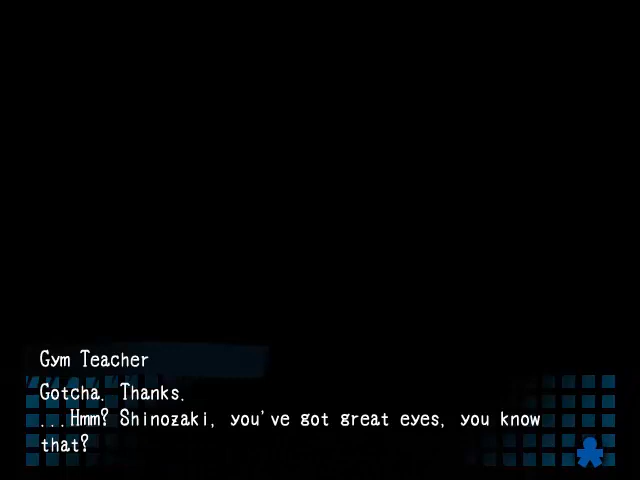 Gym Teacher
Gotcha. Thanks.
...Hmm? Shinozaki, you've got great eyes, you know
that?